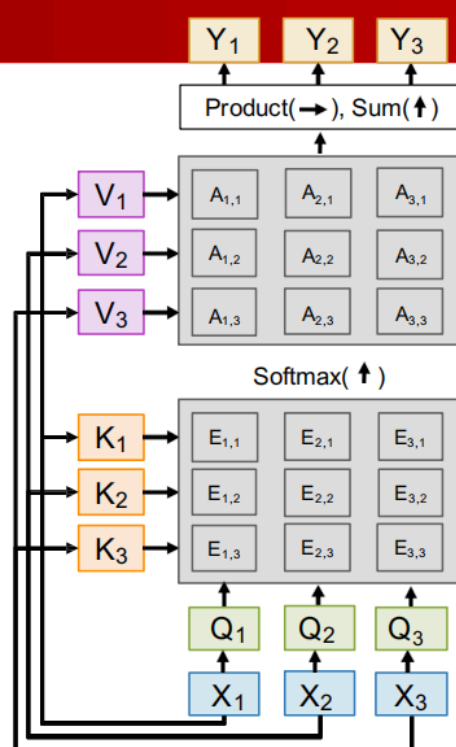 Y1 Y2 Y3
Product(→), Sum(↑)
V1 A1,1 A2,1 A3,1
V2 A1,2 A2,2 A3,2
V3 A1,3 A2,3 A3,3
Softmax(↑)
K1 E1,1 E2,1 E3,1
K2 E1,2 E2,2 E3,2
K3 E1,3 E2,3 E3,3
Q1 Q2 Q3
X1 X2 X3